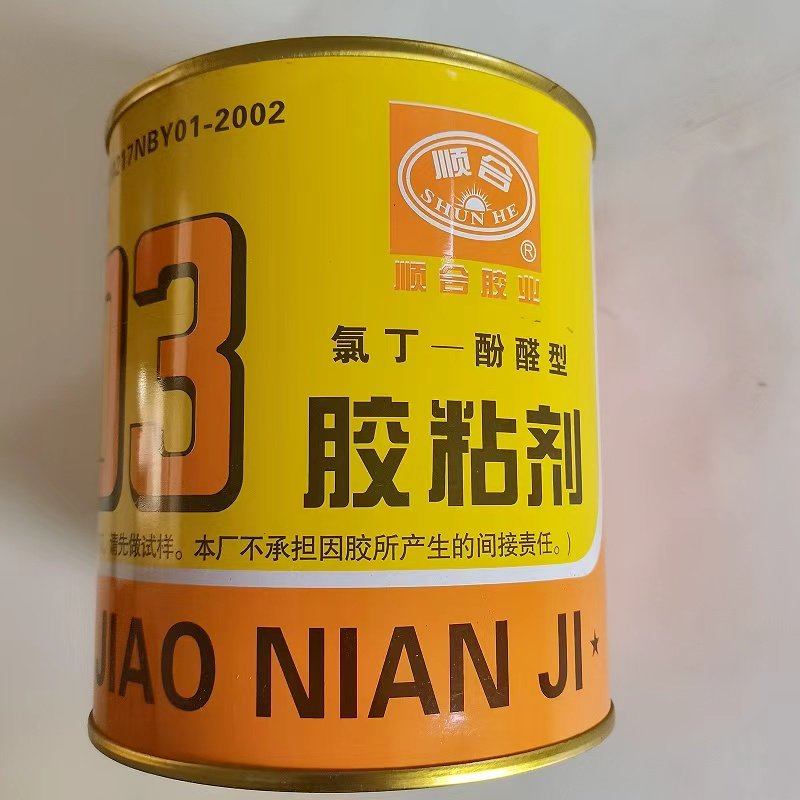 217NBY01-2002
顺合
SHUN HE
®
顺合胶业
03
氯丁—酚醛型
胶粘剂
请先做试样。本厂不承担因胶所产生的间接责任。)
JIAO NIAN JI